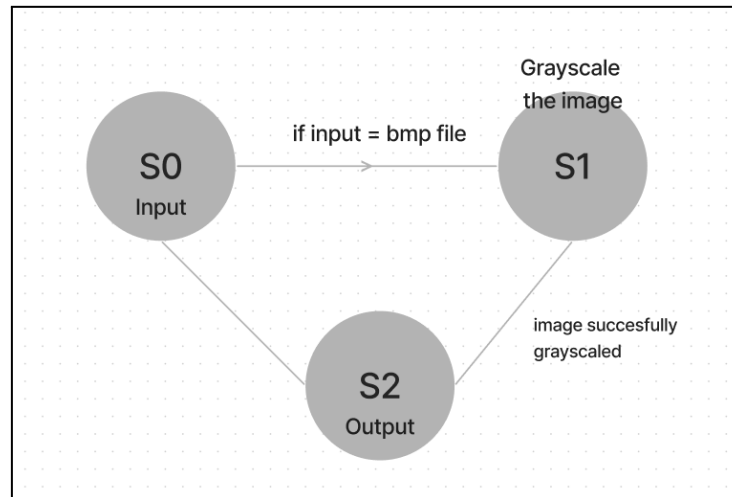 Grayscale
the image
if input = bmp file
S0
Input
S1
image succesfully
grayscaled
S2
Output